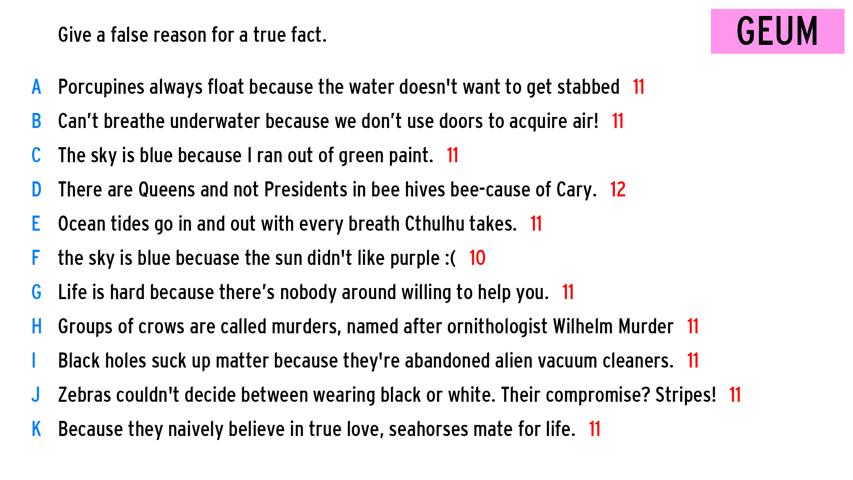 Give a false reason for a true fact.
GEUM
A Porcupines always float because the water doesn't want to get stabbed 11
B Can’t breathe underwater because we don’t use doors to acquire air! 11
C The sky is blue because I ran out of green paint. 11
D There are Queens and not Presidents in bee hives bee-cause of Cary. 12
E Ocean tides go in and out with every breath Cthulhu takes. 11
F the sky is blue becuase the sun didn't like purple :( 10
G Life is hard because there’s nobody around willing to help you. 11
H Groups of crows are called murders, named after ornithologist Wilhelm Murder 11
I Black holes suck up matter because they're abandoned alien vacuum cleaners. 11
J Zebras couldn't decide between wearing black or white. Their compromise? Stripes! 11
K Because they naively believe in true love, seahorses mate for life. 11